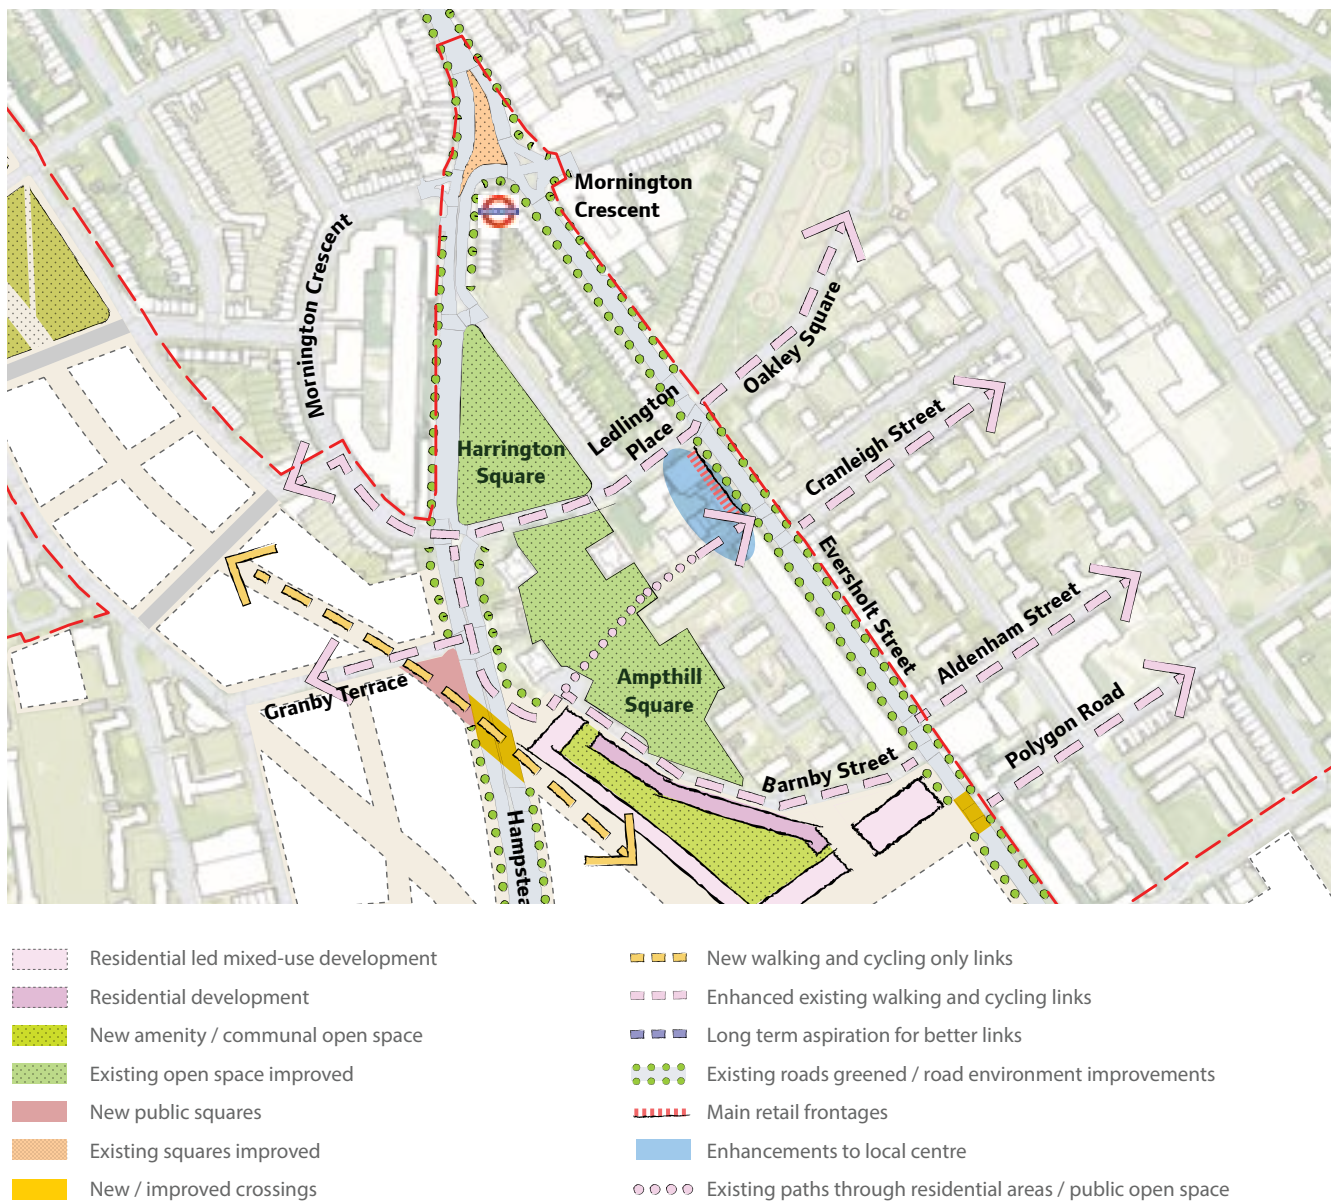 Mornington
Crescent
Mornington Crescent
Oakley Square
Ledlington
Place
Harrington
Square
Cranleigh Street
Eversholt Street
Aldenham Street
Ampthill
Square
Granby Terrace
Polygon Road
Barnby Street
Hampstea
Residential led mixed-use development
Residential development
New amenity / communal open space
Existing open space improved
New public squares
Existing squares improved
New / improved crossings
New walking and cycling only links
Enhanced existing walking and cycling links
Long term aspiration for better links
Existing roads greened / road environment improvements
Main retail frontages
Enhancements to local centre
Existing paths through residential areas / public open space